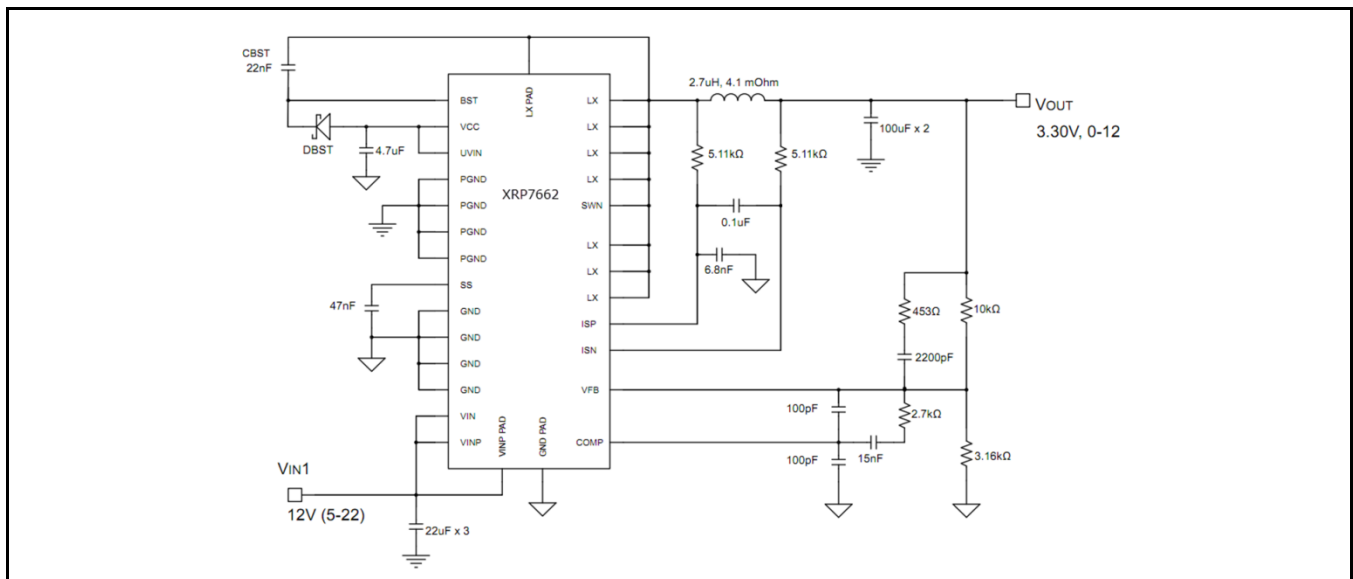 CBST
22nF
LX PAD
2.7uH, 4.1 mOhm
BST
LX
VOUT
3.30V, 0-12
100uF x 2
VCC
LX
DBST
4.7uF
UVIN
LX
5.11kΩ
5.11kΩ
PGND
LX
XRP7662
PGND
SWN
0.1uF
PGND
LX
PGND
LX
6.8nF
SS
LX
47nF
GND
ISP
453Ω
10kΩ
GND
ISN
GND
2200pF
GND
VFB
VIN
100pF
2.7kΩ
VINP
VINP PAD
GND PAD
COMP
100pF
15nF
3.16kΩ
VIN1
12V (5-22)
22uF x 3